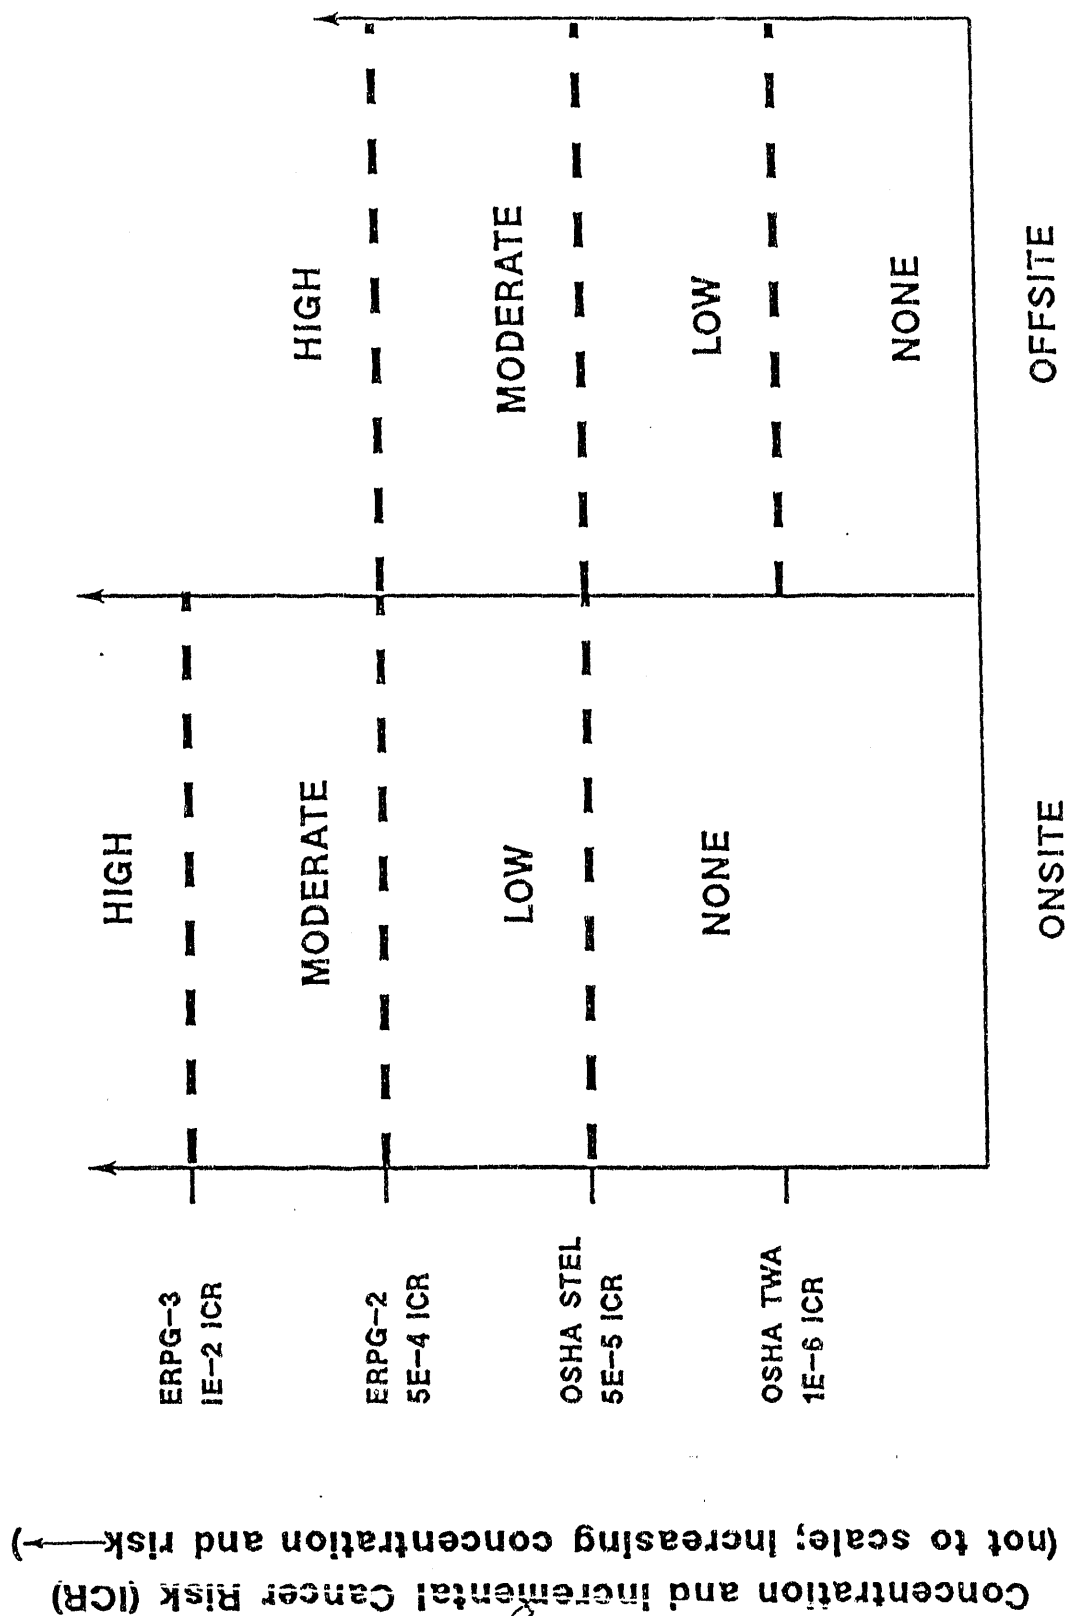 Concentration and Incremental Cancer Risk (ICR)
(not to scale; increasing concentration and risk
)
ERPG-3
1E-2 ICR
ERPG-2
5E-4 ICR
OSHA STEL
5E-5 ICR
OSHA TWA
1E-6 ICR
HIGH
MODERATE
LOW
NONE
ONSITE
HIGH
MODERATE
LOW
NONE
OFFSITE